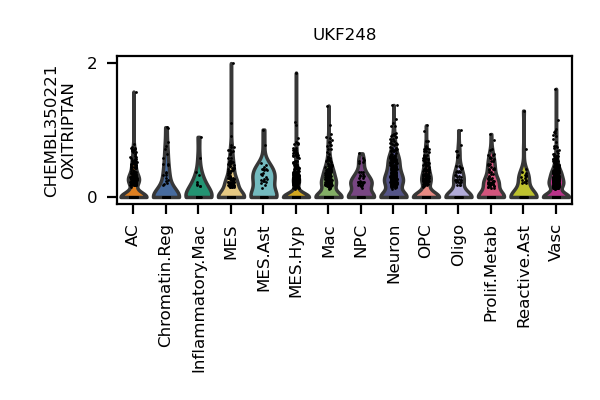 UKF248
CHEMBL350221
OXITRIPTAN
2
0
AC
Chromatin.Reg
Inflammatory.Mac
MES
MES.Ast
MES.Hyp
Mac
NPC
Neuron
OPC
Oligo
Prolif.Metab
Reactive.Ast
Vasc